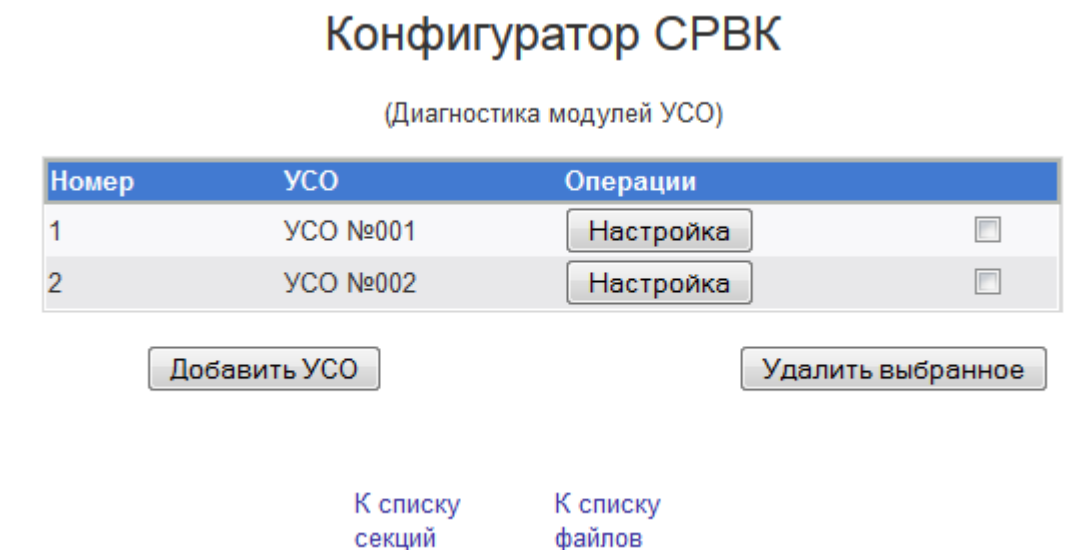 Конфигуратор СРВК
(Диагностика модулей УСО)
Номер УСО Операции
1 УСО №001 Настройка
2 УСО №002 Настройка
Добавить УСО Удалить выбранное
К списку К списку
секций файлов